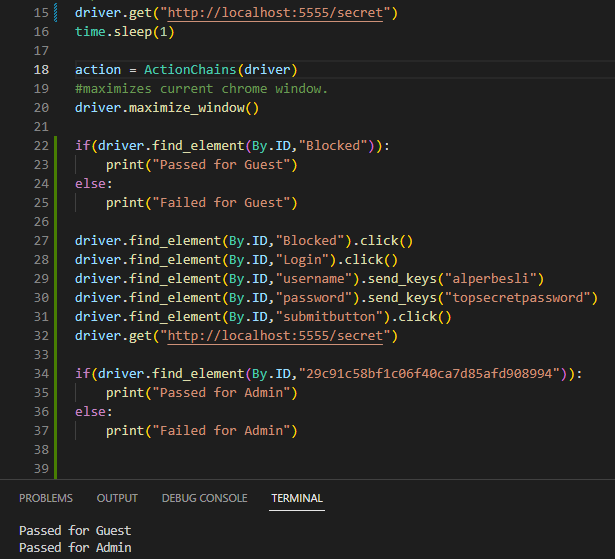 15 driver.get("http://localhost:5555/secret")
16 time.sleep(1)
17
18 action = ActionChains(driver)
19 #maximizes current chrome window.
20 driver.maximize_window()
21
22 if(driver.find_element(By.ID,"Blocked")):
23 print("Passed for Guest")
24 else:
25 print("Failed for Guest")
26
27 driver.find_element(By.ID,"Blocked").click()
28 driver.find_element(By.ID,"Login").click()
29 driver.find_element(By.ID,"username").send_keys("alperbesli")
30 driver.find_element(By.ID,"password").send_keys("topsecretpassword")
31 driver.find_element(By.ID,"submitbutton").click()
32 driver.get("http://localhost:5555/secret")
33
34 if(driver.find_element(By.ID,"29c91c58bf1c06f40ca7d85afd908994")):
35 print("Passed for Admin")
36 else:
37 print("Failed for Admin")
38
39
PROBLEMS OUTPUT DEBUG CONSOLE TERMINAL
Passed for Guest
Passed for Admin